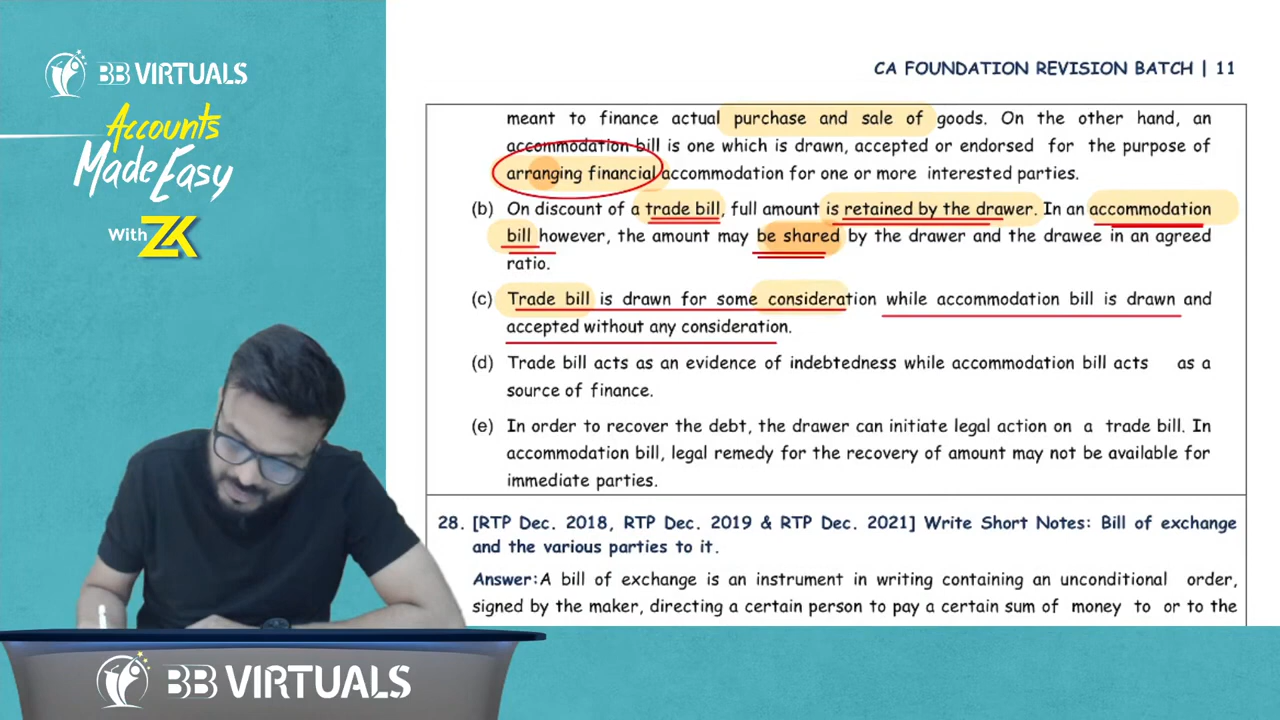 BB VIRTUALS
Accounts
Made Easy
With ZK
CA FOUNDATION REVISION BATCH | 11
meant to finance actual purchase and sale of goods. On the other hand, an
accommodation bill is one which is drawn, accepted or endorsed for the purpose of
arranging financial accommodation for one or more interested parties.
(b) On discount of a trade bill, full amount is retained by the drawer. In an accommodation
bill however, the amount may be shared by the drawer and the drawee in an agreed
ratio.
(c) Trade bill is drawn for some consideration while accommodation bill is drawn and
accepted without any consideration.
(d) Trade bill acts as an evidence of indebtedness while accommodation bill acts as a
source of finance.
(e) In order to recover the debt, the drawer can initiate legal action on a trade bill. In
accommodation bill, legal remedy for the recovery of amount may not be available for
immediate parties.
28. [RTP Dec. 2018, RTP Dec. 2019 & RTP Dec. 2021] Write Short Notes: Bill of exchange
and the various parties to it.
Answer:A bill of exchange is an instrument in writing containing an unconditional order,
signed by the maker, directing a certain person to pay a certain sum of money to or to the
BB VIRTUALS